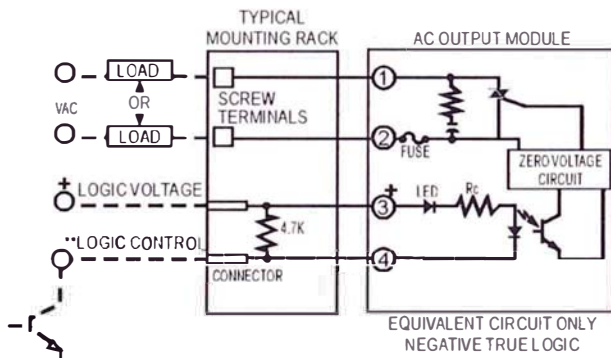 TYPICAL
MOUNTING RACK
AC OUTPUT MODULE
LOAD
VAC
OR
LOAD
SCREW
TERMINALS
1
2
FUSE
ZERO VOLTAGE
CIRCUIT
+
LOGIC VOLTAGE
+
3
LED
Rc
4.7K
••LOGIC CONTROL
4
CONNECTOR
EQUIVALENT CIRCUIT ONLY
NEGATIVE TRUE LOGIC